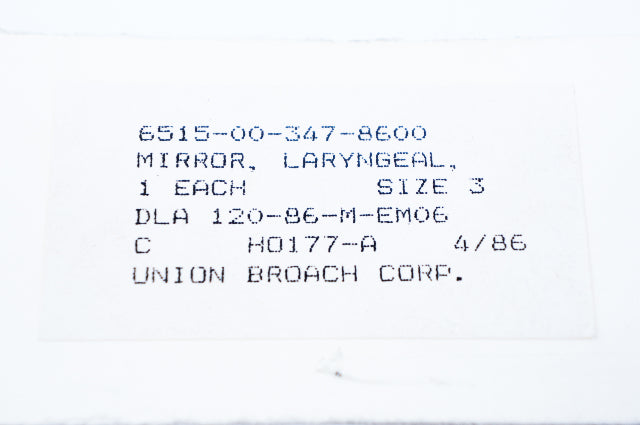 6515-00-347-8600
MIRROR, LARYNGEAL,
1 EACH SIZE 3
DLA 120-86-M-EM06
C H0177-A 4/86
UNION BROACH CORP.